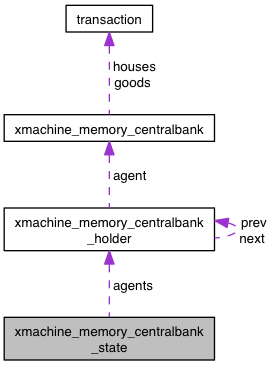 transaction
houses
goods
xmachine_memory_centralbank
agent
xmachine_memory_centralbank
_holder
prev
next
agents
xmachine_memory_centralbank
_state